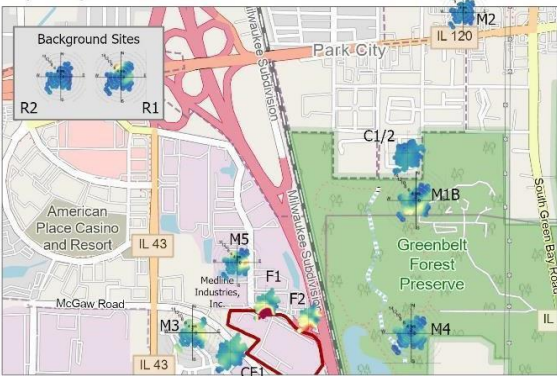 Background Sites
R2
R1
Milwaukee Subdivision
Park City
IL 120
M2
C1/2
M1B
American
Place Casino
and Resort
IL 43
M5
Medline
Industries,
Inc.
F1
F2
Milwaukee Subdivision
Greenbelt
Forest
Preserve
South Green Bay Road
McGaw Road
M3
M4
IL
IL 43
CF1